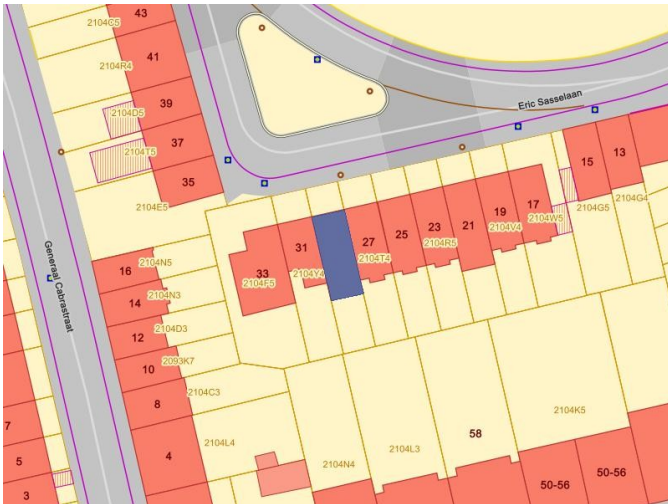 43
2104C5
2104R4
41
39
2104D5
37
2104T5
35
2104E5
Eric Sasselaan
15
13
2104G4
2104G5
17
2104W5
19
2104V4
21
23
2104R5
25
27
2104T4
31
2104Y4
33
2104F5
Generaal Cabrastraat
16
2104N5
14
2104N3
12
2104D3
10
2093K7
8
2104C3
4
2104L4
2104N4
2104L3
58
2104K5
50-56
50-56
7
5
3